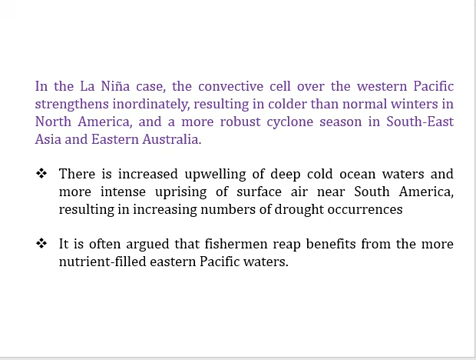 In the La Niña case, the convective cell over the western Pacific
strengthens inordinately, resulting in colder than normal winters in
North America, and a more robust cyclone season in South-East
Asia and Eastern Australia.
❖ There is increased upwelling of deep cold ocean waters and
more intense uprising of surface air near South America,
resulting in increasing numbers of drought occurrences
❖ It is often argued that fishermen reap benefits from the more
nutrient-filled eastern Pacific waters.